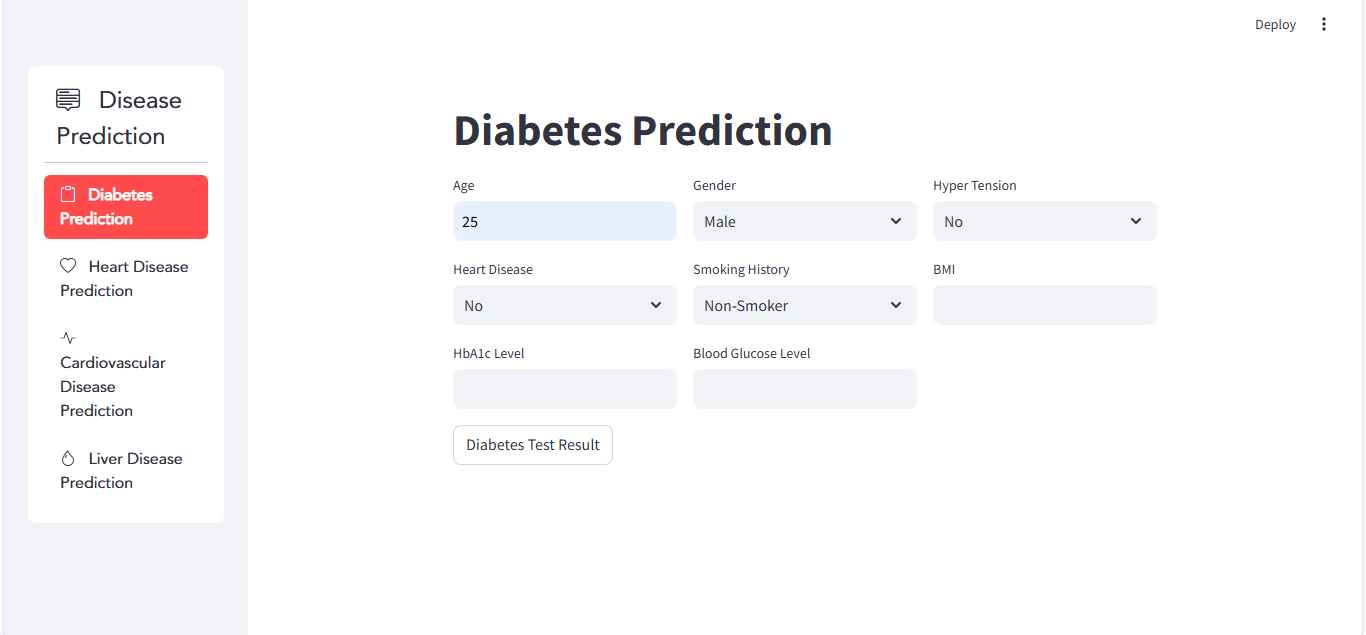 Deploy
Disease
Prediction
Diabetes
Prediction
Heart Disease
Prediction
Cardiovascular
Disease
Prediction
Liver Disease
Prediction
Diabetes Prediction
Age Gender Hyper Tension
25 Male No
Heart Disease Smoking History BMI
No Non-Smoker
HbA1c Level Blood Glucose Level
Diabetes Test Result